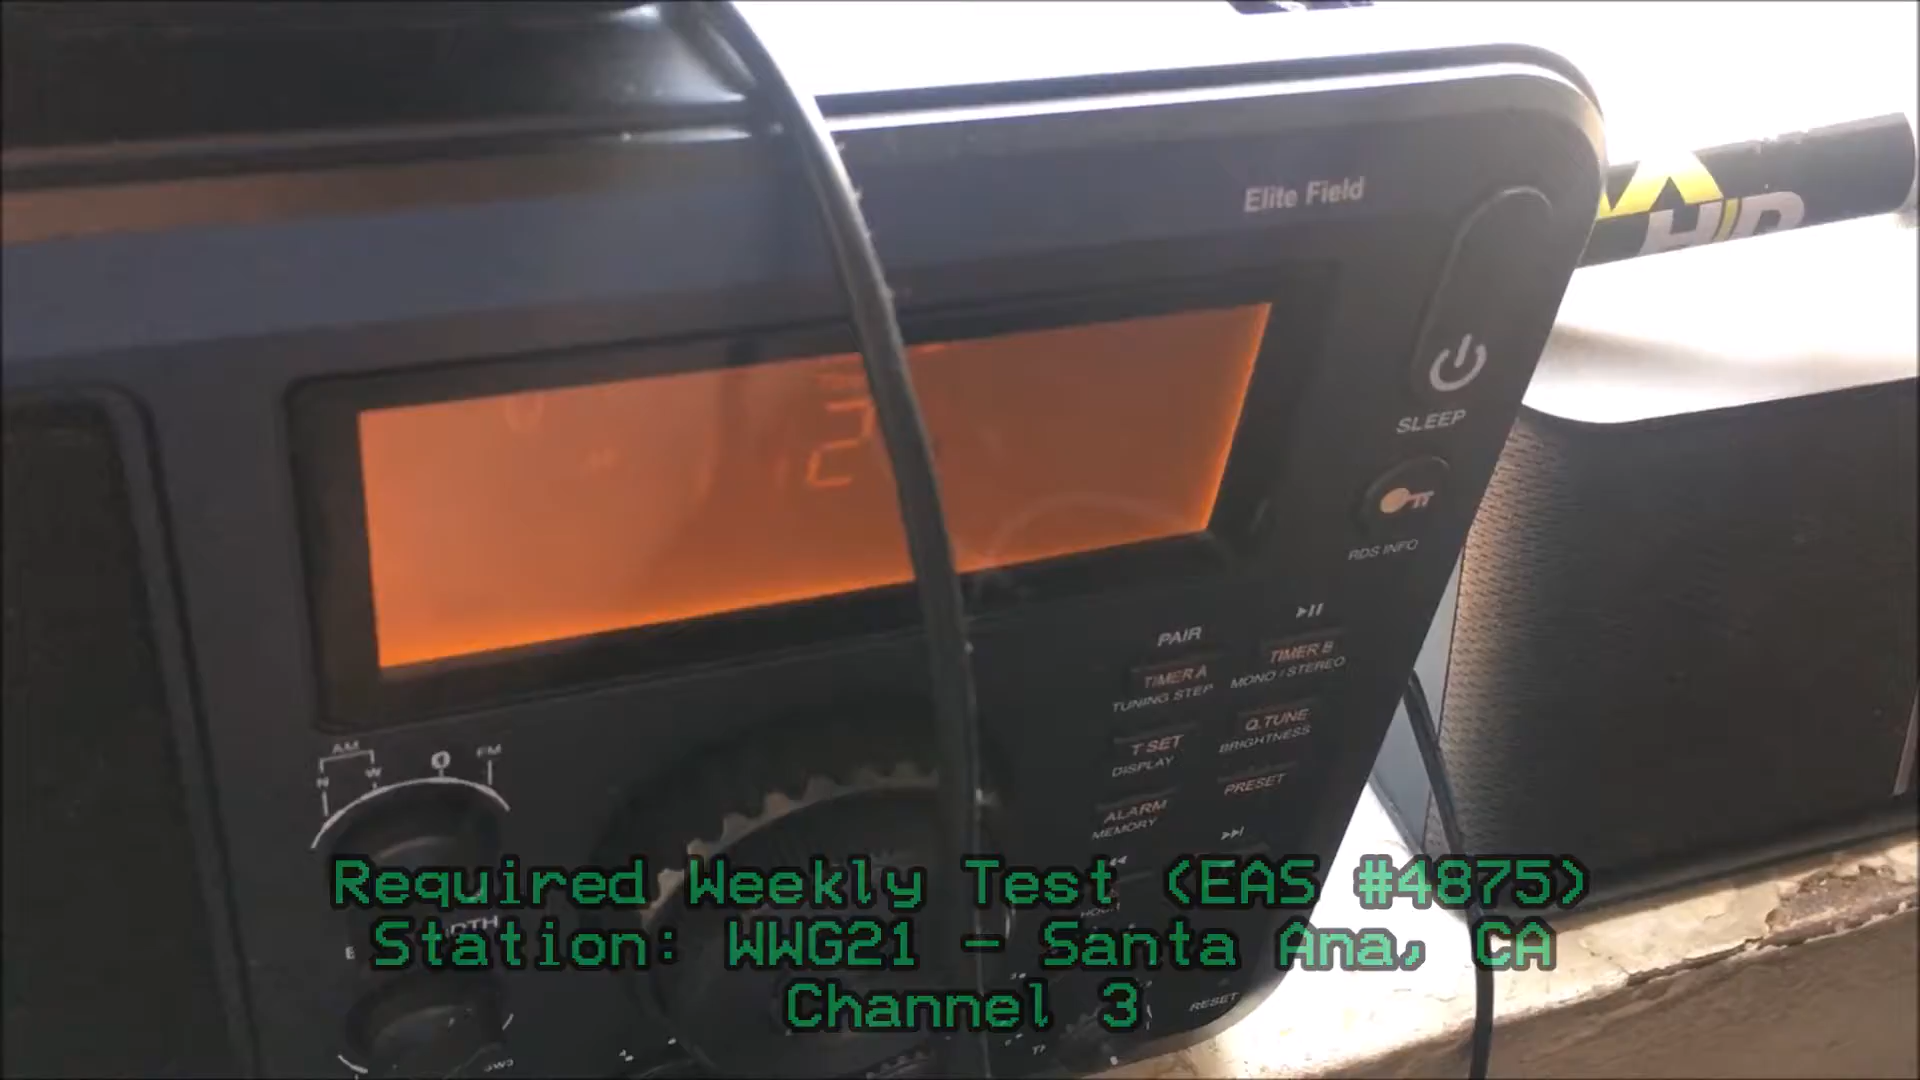 Elite Field
HID
SLEEP
RDS INFO
PAIR
TIMER A
TIMER B
TUNING STEP
MONO / STEREO
T SET
Q.TUNE
DISPLAY
BRIGHTNESS
ALARM
PRESET
MEMORY
AM
FM
N
W
RESET
Required Weekly Test (EAS #4875)
Station: WWG21 - Santa Ana, CA
Channel 3